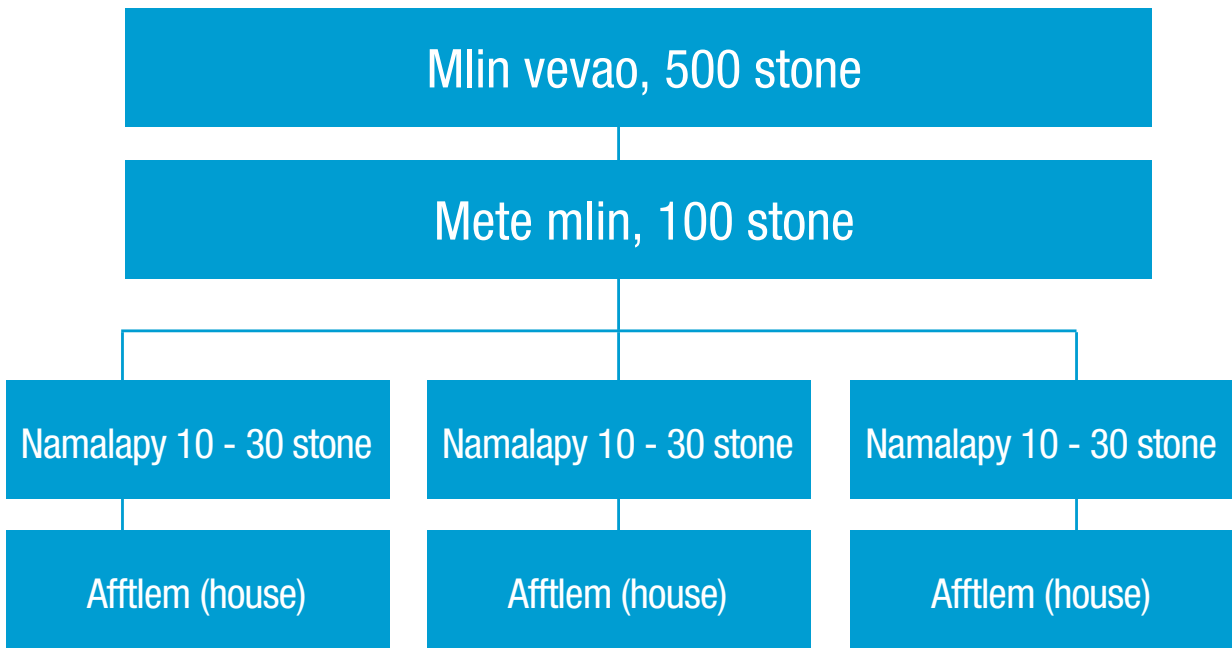 Mlin vevao, 500 stone
Mete mlin, 100 stone
Namalapy 10 - 30 stone
Namalapy 10 - 30 stone
Namalapy 10 - 30 stone
Afftlem (house)
Afftlem (house)
Afftlem (house)